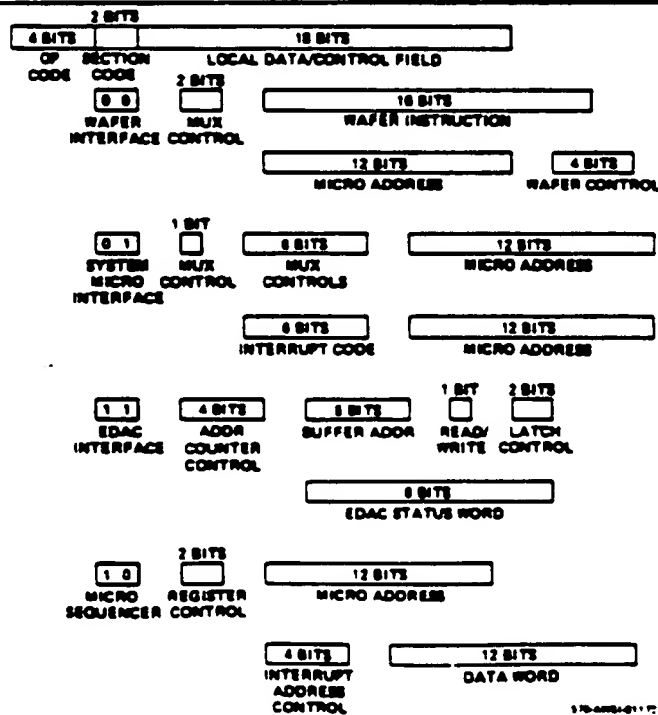 2 BITS
4 BITS 18 BITS
OP CODE SECTION CODE LOCAL DATA/CONTROL FIELD
2 BITS
0 0 16 BITS
WAFER INTERFACE MUX CONTROL WAFER INSTRUCTION
12 BITS 4 BITS
MICRO ADDRESS WAFER CONTROL
1 BIT
0 1 6 BITS 12 BITS
SYSTEM MICRO INTERFACE MUX CONTROL MUX CONTROLS MICRO ADDRESS
6 BITS 12 BITS
INTERRUPT CODE MICRO ADDRESS
1 BIT 2 BITS
1 1 4 BITS BITS
EDAC INTERFACE ADDR COUNTER CONTROL BUFFER ADDR READ/ WRITE LATCH CONTROL
BITS
EDAC STATUS WORD
2 BITS
1 0 12 BITS
MICRO SEQUENCER REGISTER CONTROL MICRO ADDRESS
4 BITS 12 BITS
INTERRUPT ADDRESS CONTROL DATA WORD